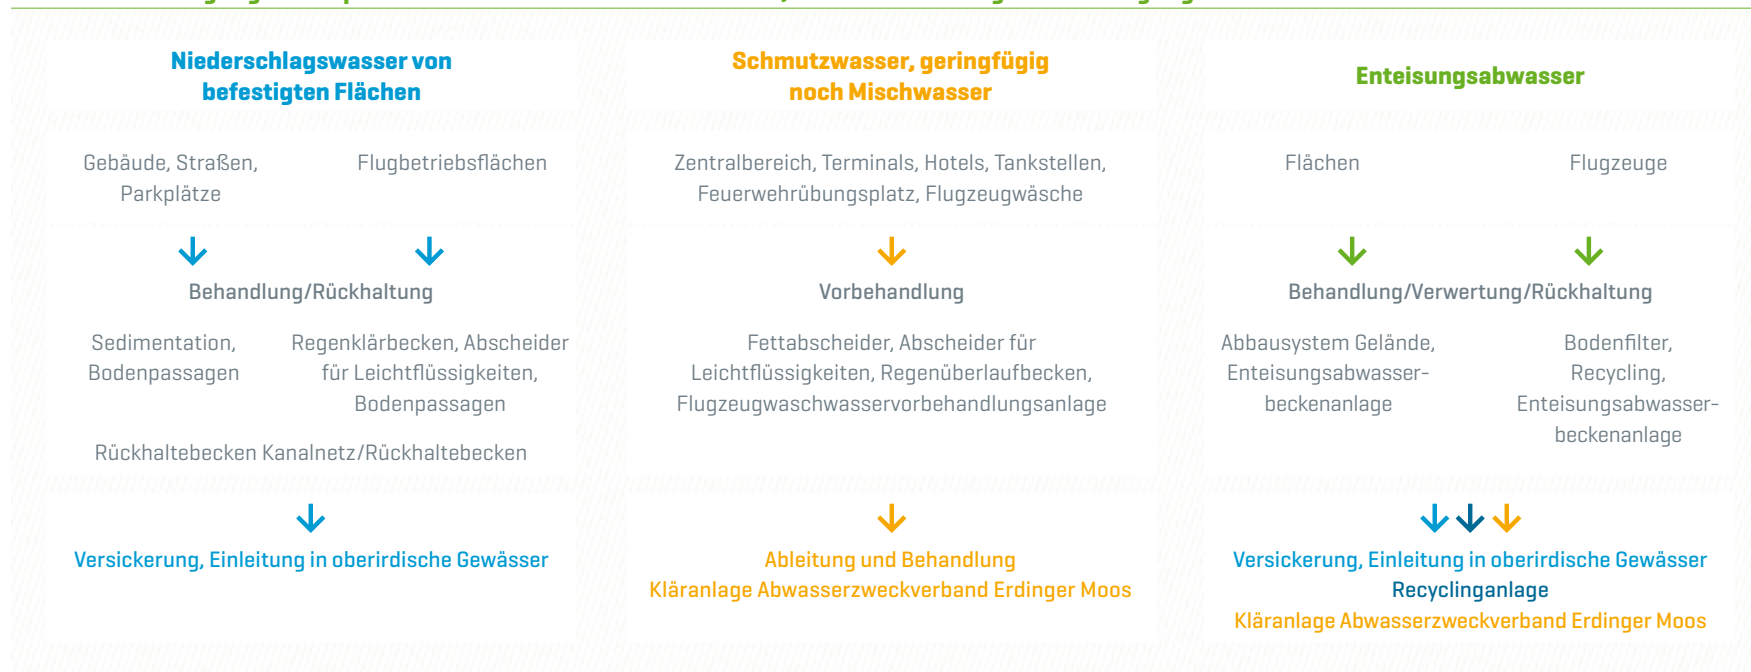 Niederschlagswasser von
befestigten Flächen
Gebäude, Straßen,
Parkplätze
Flugbetriebsflächen
Behandlung/Rückhaltung
Sedimentation,
Bodenpassagen
Regenklärbecken, Abscheider
für Leichtflüssigkeiten,
Bodenpassagen
Rückhaltebecken Kanalnetz/Rückhaltebecken
Versickerung, Einleitung in oberirdische Gewässer
Schmutzwasser, geringfügig
noch Mischwasser
Zentralbereich, Terminals, Hotels, Tankstellen,
Feuerwehrübungsplatz, Flugzeugwäsche
Vorbehandlung
Fettabscheider, Abscheider für
Leichtflüssigkeiten, Regenüberlaufbecken,
Flugzeugwaschwasservorbehandlungsanlage
Ableitung und Behandlung
Kläranlage Abwasserzweckverband Erdinger Moos
Enteisungsabwasser
Flächen
Flugzeuge
Behandlung/Verwertung/Rückhaltung
Abbausystem Gelände,
Enteisungsabwasser-
beckenanlage
Bodenfilter,
Recycling,
Enteisungsabwasser-
beckenanlage
Versickerung, Einleitung in oberirdische Gewässer
Recyclinganlage
Kläranlage Abwasserzweckverband Erdinger Moos